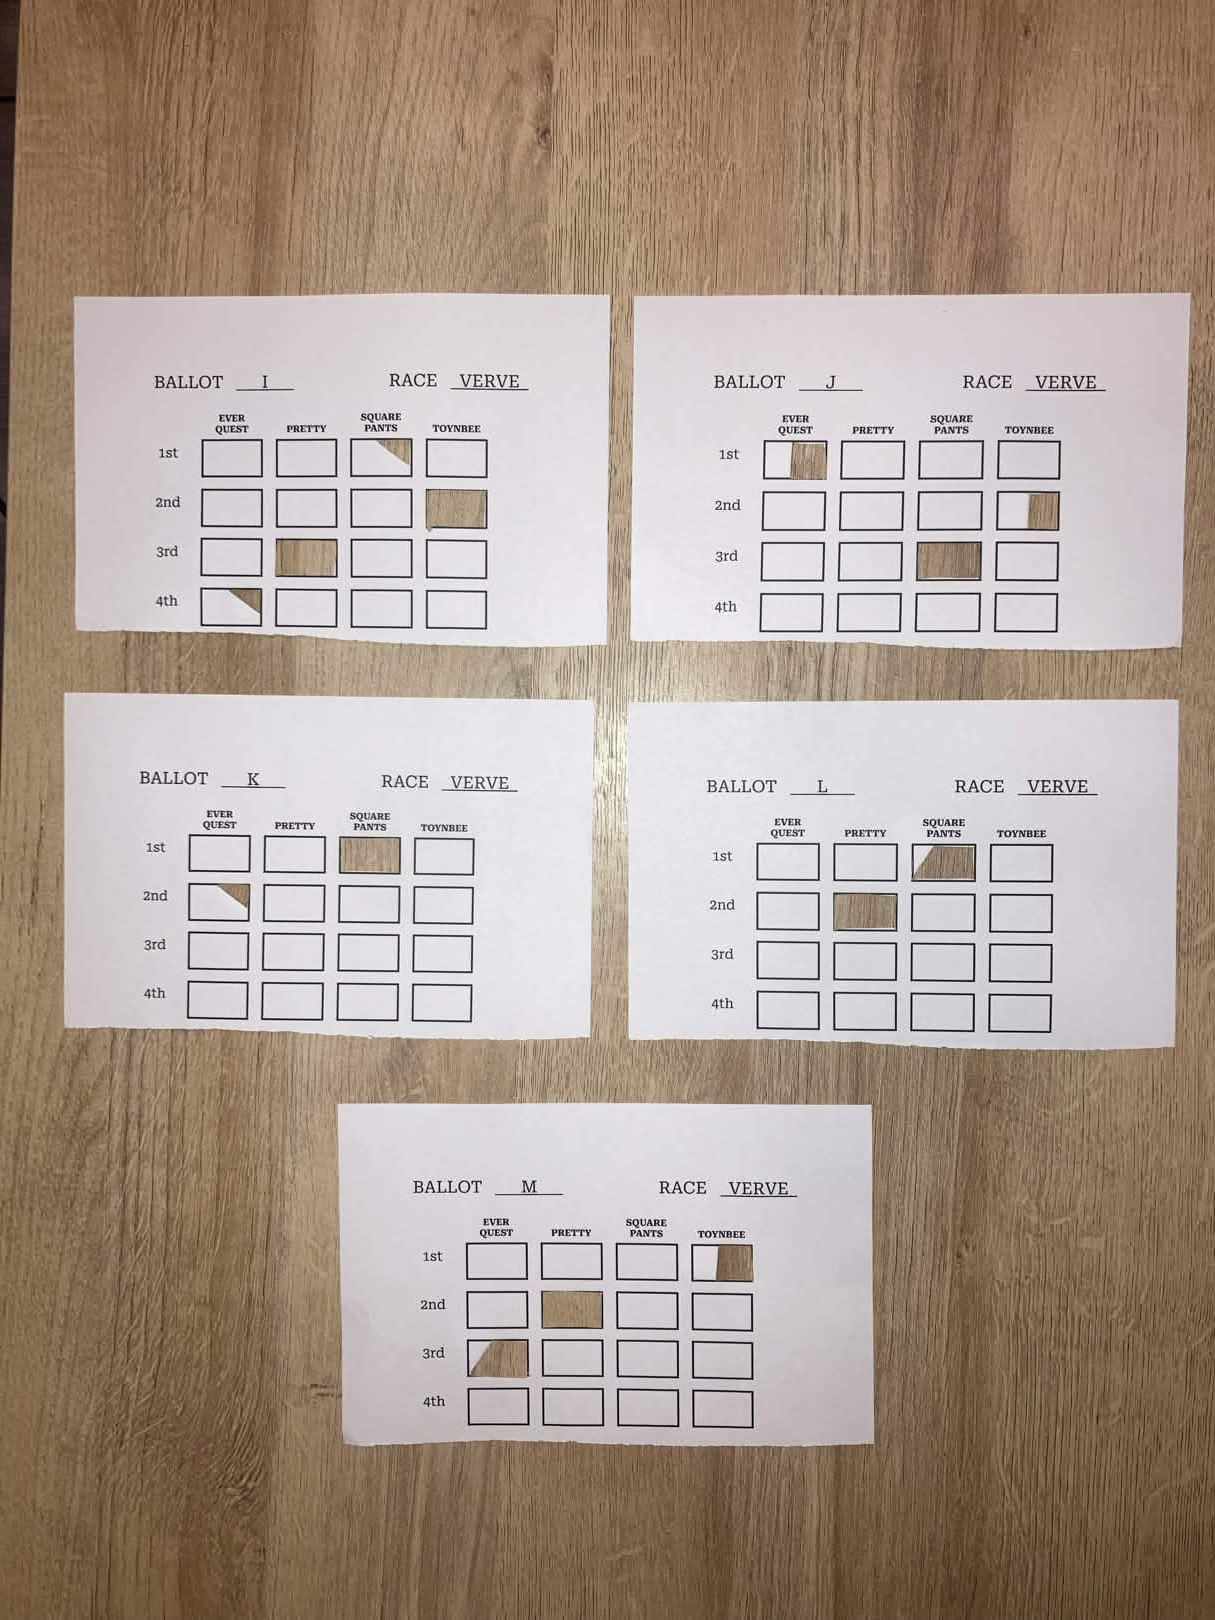 BALLOT I RACE VERVE
EVER QUEST PRETTY SQUARE PANTS TOYNBEE
1st
2nd
3rd
4th
BALLOT J RACE VERVE
EVER QUEST PRETTY SQUARE PANTS TOYNBEE
1st
2nd
3rd
4th
BALLOT K RACE VERVE
EVER QUEST PRETTY SQUARE PANTS TOYNBEE
1st
2nd
3rd
4th
BALLOT L RACE VERVE
EVER QUEST PRETTY SQUARE PANTS TOYNBEE
1st
2nd
3rd
4th
BALLOT M RACE VERVE
EVER QUEST PRETTY SQUARE PANTS TOYNBEE
1st
2nd
3rd
4th